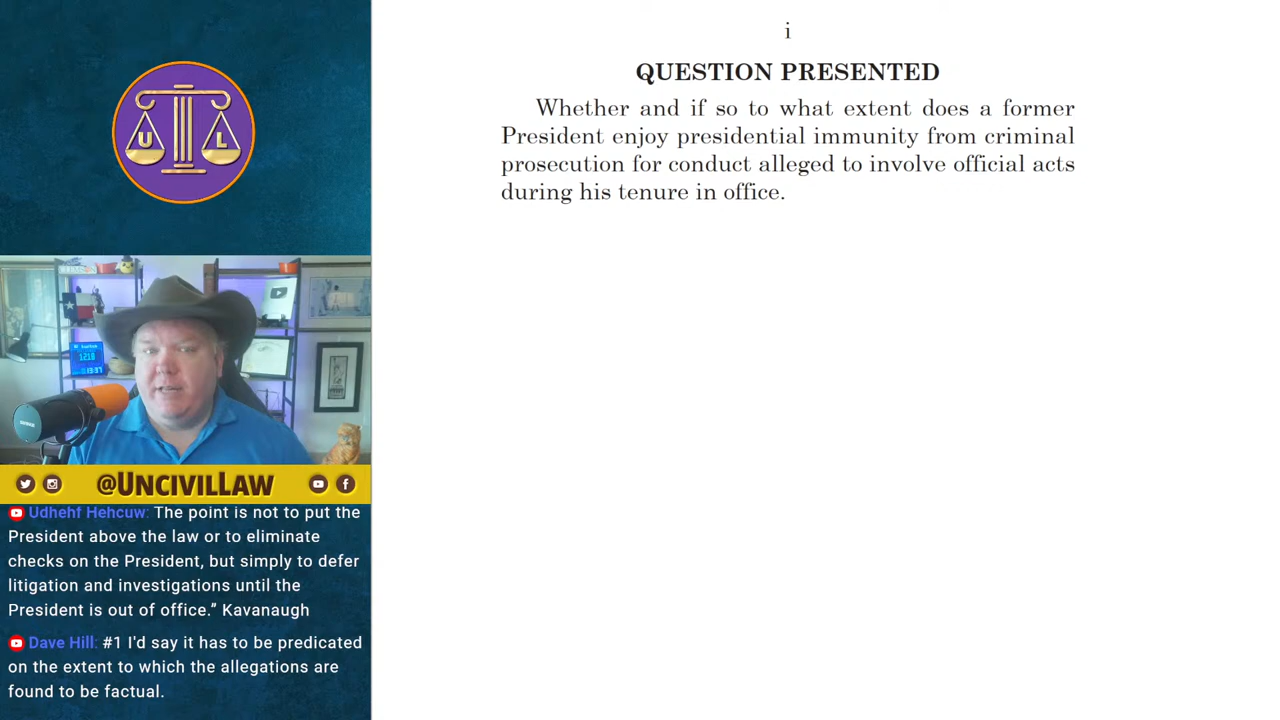 U L
i
QUESTION PRESENTED
Whether and if so to what extent does a former
President enjoy presidential immunity from criminal
prosecution for conduct alleged to involve official acts
during his tenure in office.
@UNCIVILLAW
Udhehf Hehcuw: The point is not to put the
President above the law or to eliminate
checks on the President, but simply to defer
litigation and investigations until the
President is out of office.” Kavanaugh
Dave Hill: #1 I'd say it has to be predicated
on the extent to which the allegations are
found to be factual.